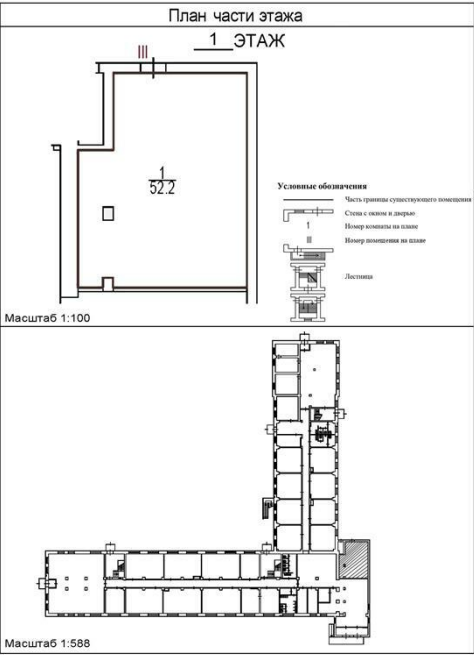 План части этажа
1 ЭТАЖ
III
1
52.2
Условные обозначения
Часть границы существующего помещения
Стена с окном и дверью
1 Номер комнаты на плане
III Номер помещения на плане
Лестница
Масштаб 1:100
Масштаб 1:588